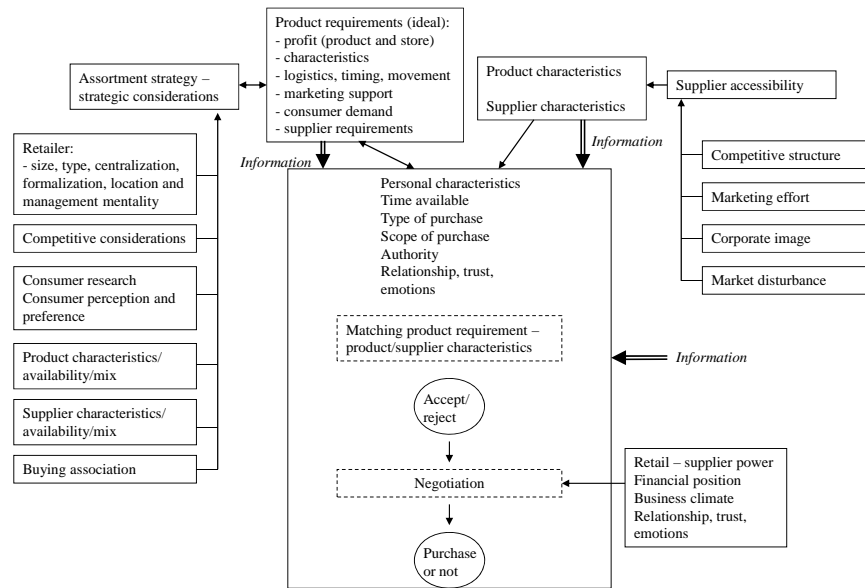 Product requirements (ideal):
- profit (product and store)
- characteristics
- logistics, timing, movement
- marketing support
- consumer demand
- supplier requirements
Assortment strategy –
strategic considerations
Product characteristics
Supplier characteristics
Supplier accessibility
Information
Information
Retailer:
- size, type, centralization,
formalization, location and
management mentality
Competitive considerations
Consumer research
Consumer perception and
preference
Product characteristics/
availability/mix
Supplier characteristics/
availability/mix
Buying association
Personal characteristics
Time available
Type of purchase
Scope of purchase
Authority
Relationship, trust,
emotions
Matching product requirement –
product/supplier characteristics
Accept/
reject
Negotiation
Purchase
or not
Competitive structure
Marketing effort
Corporate image
Market disturbance
Information
Retail – supplier power
Financial position
Business climate
Relationship, trust,
emotions